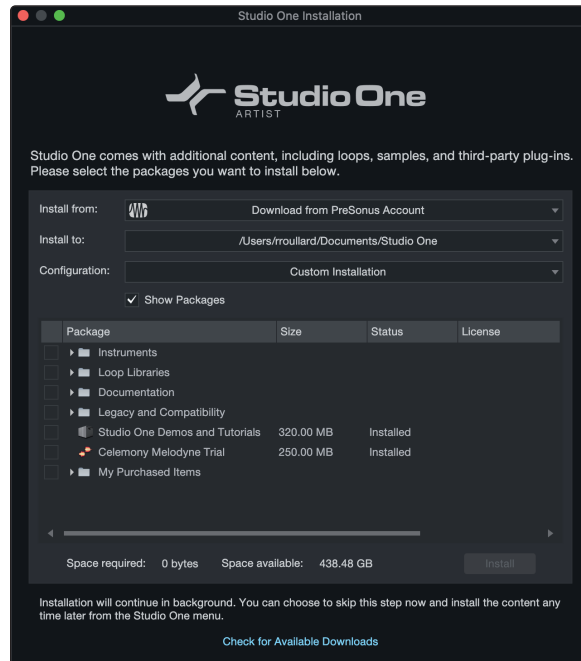 Studio One Installation
Studio One
ARTIST
Studio One comes with additional content, including loops, samples, and third-party plug-ins.
Please select the packages you want to install below.
Install from: Download from PreSonus Account
Install to: /Users/rroullard/Documents/Studio One
Configuration: Custom Installation
Show Packages
Package Size Status License
Instruments
Loop Libraries
Documentation
Legacy and Compatibility
Studio One Demos and Tutorials 320.00 MB Installed
Celemony Melodyne Trial 250.00 MB Installed
My Purchased Items
Space required: 0 bytes Space available: 438.48 GB Install
Installation will continue in background. You can choose to skip this step now and install the content any
time later from the Studio One menu.
Check for Available Downloads